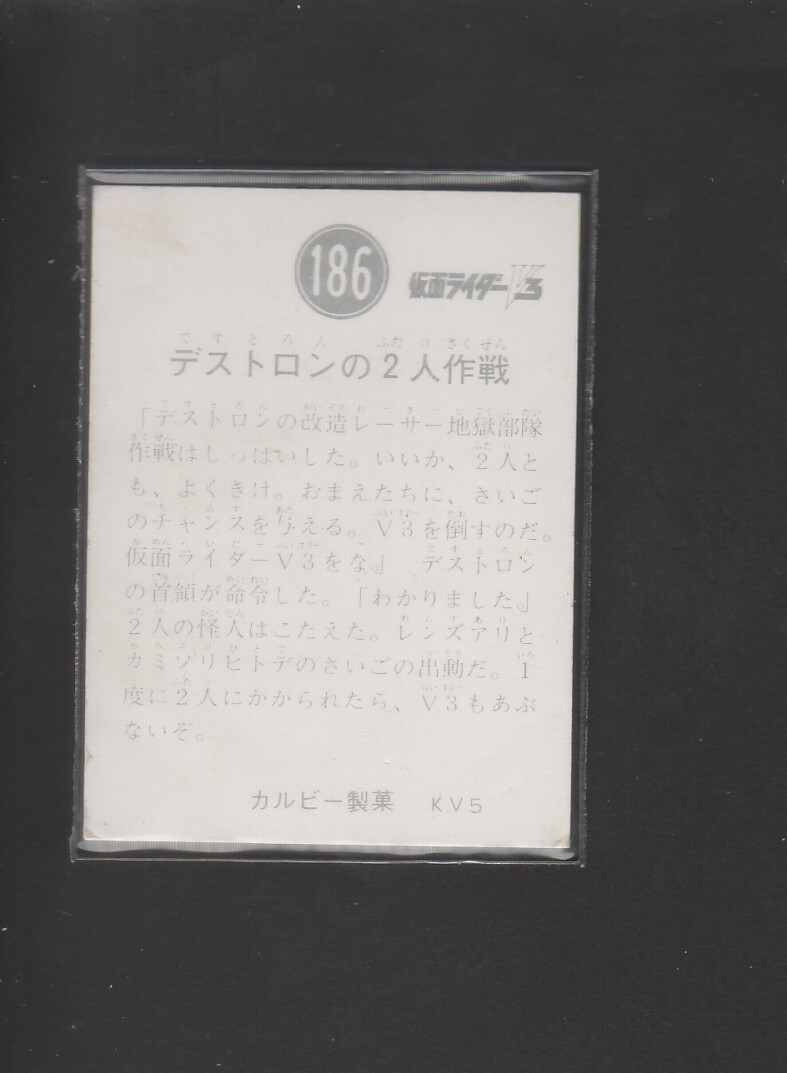 186
仮面ライダーV3
デストロンの2人作戦
「デストロンの改造レーサー地獄部隊
作戦はしっぱいした。いいか、2人と
も、よくきけ。おまえたちに、さいご
のチャンスを与える。V3を倒すのだ。
仮面ライダーV3をな』 デストロン
の首領が命令した。「わかりました』
2人の怪人はこたえた。レンズアリと
カミソリヒトデのさいごの出動だ。1
度に2人にかかられたら、V3もあぶ
ないぞ。
カルビー製菓 KV5